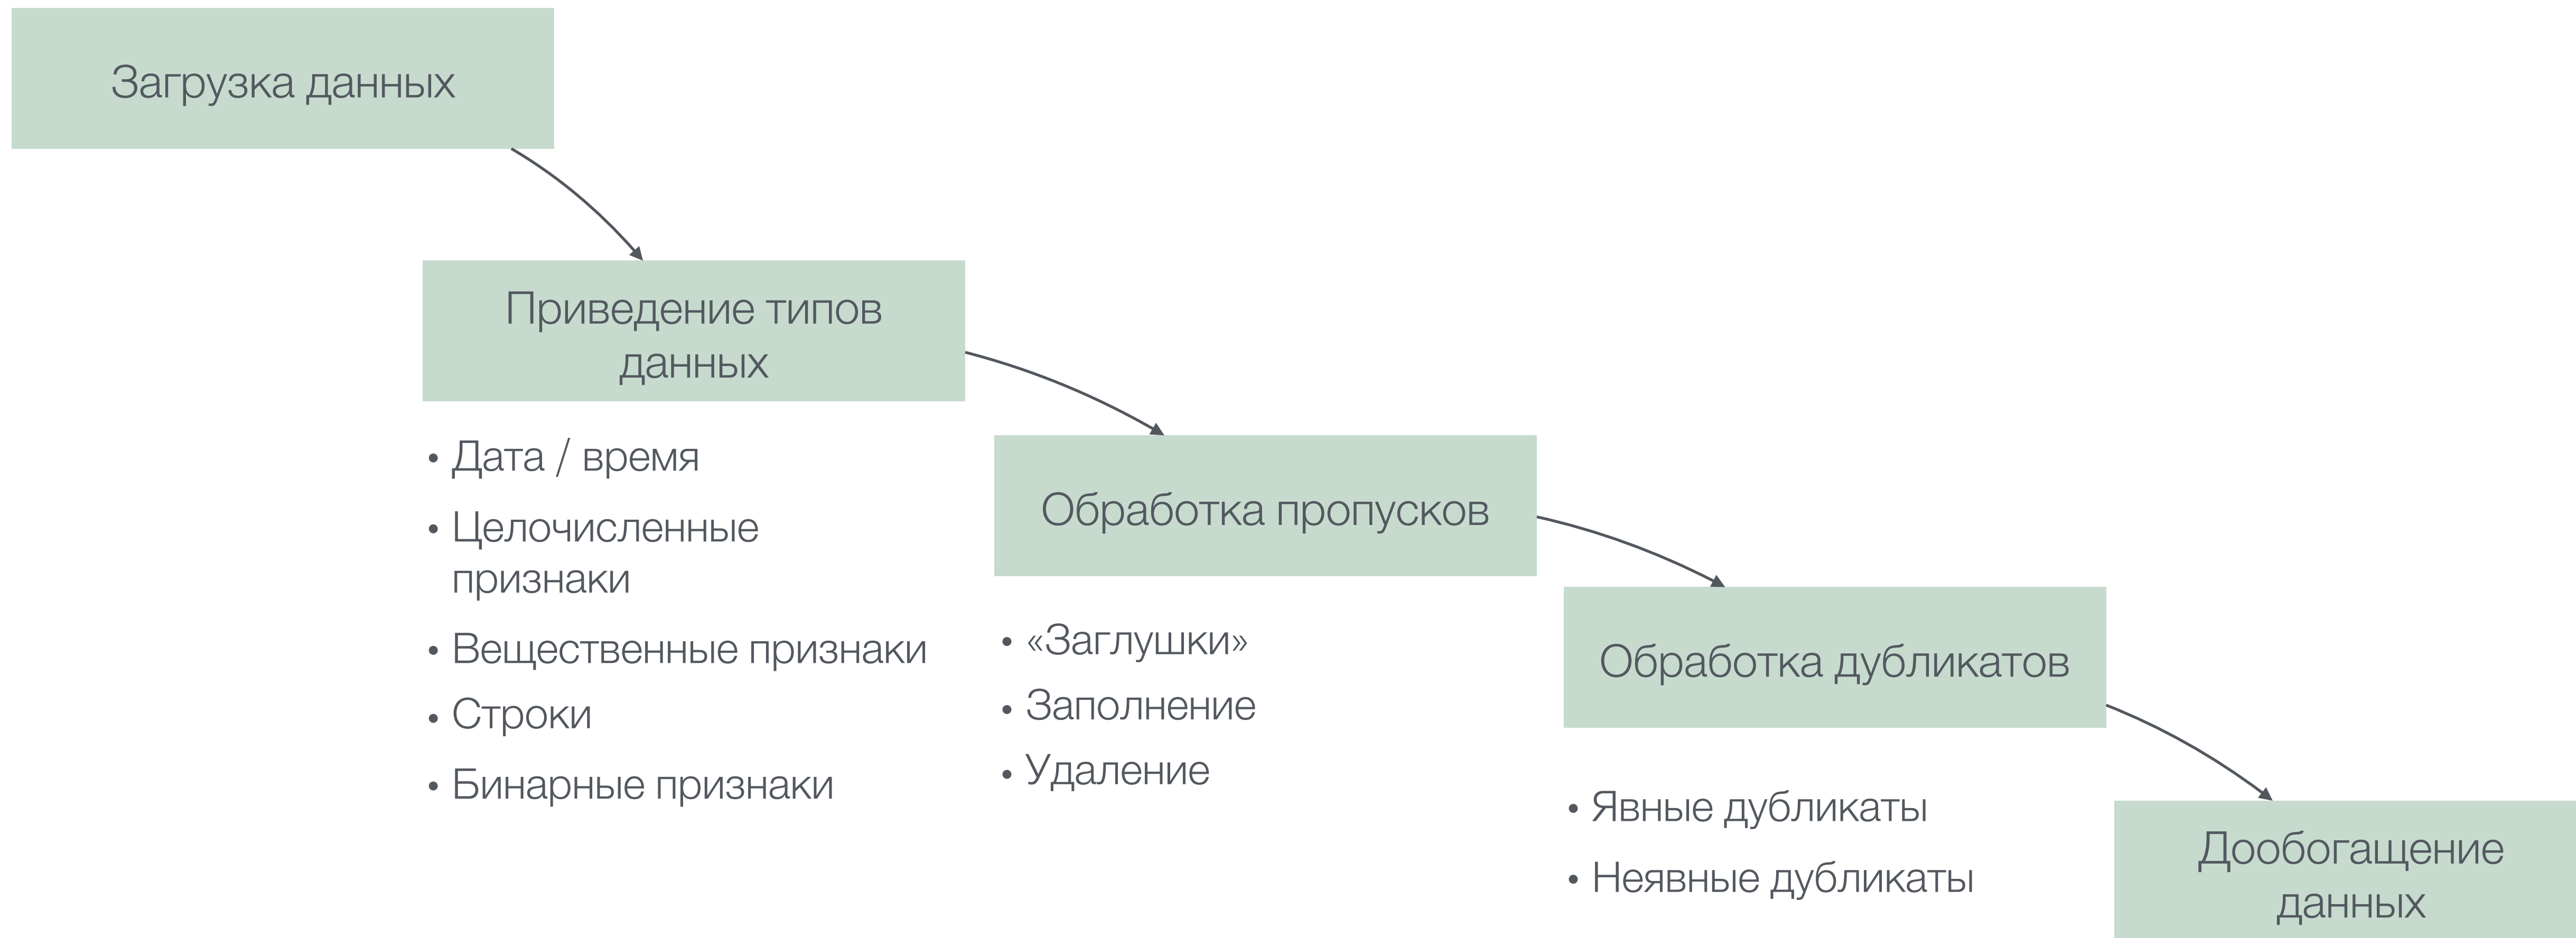 Загрузка данных
Приведение типов
данных
• Дата / время
• Целочисленные
признаки
• Вещественные признаки
• Строки
• Бинарные признаки
Обработка пропусков
• «Заглушки»
• Заполнение
• Удаление
Обработка дубликатов
• Явные дубликаты
• Неявные дубликаты
Дообогащение
данных